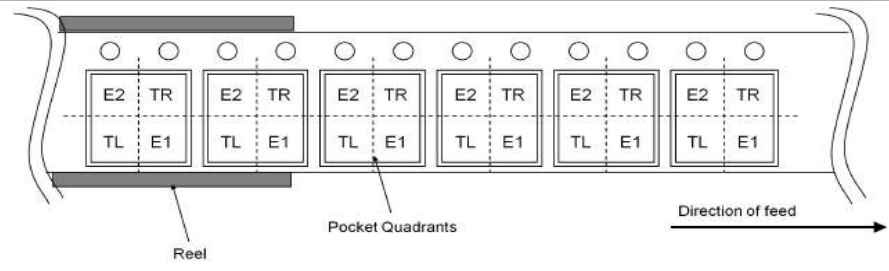 E2 TR E2 TR E2 TR E2 TR E2 TR E2 TR
TL E1 TL E1 TL E1 TL E1 TL E1 TL E1
Direction of feed
Pocket Quadrants
Reel